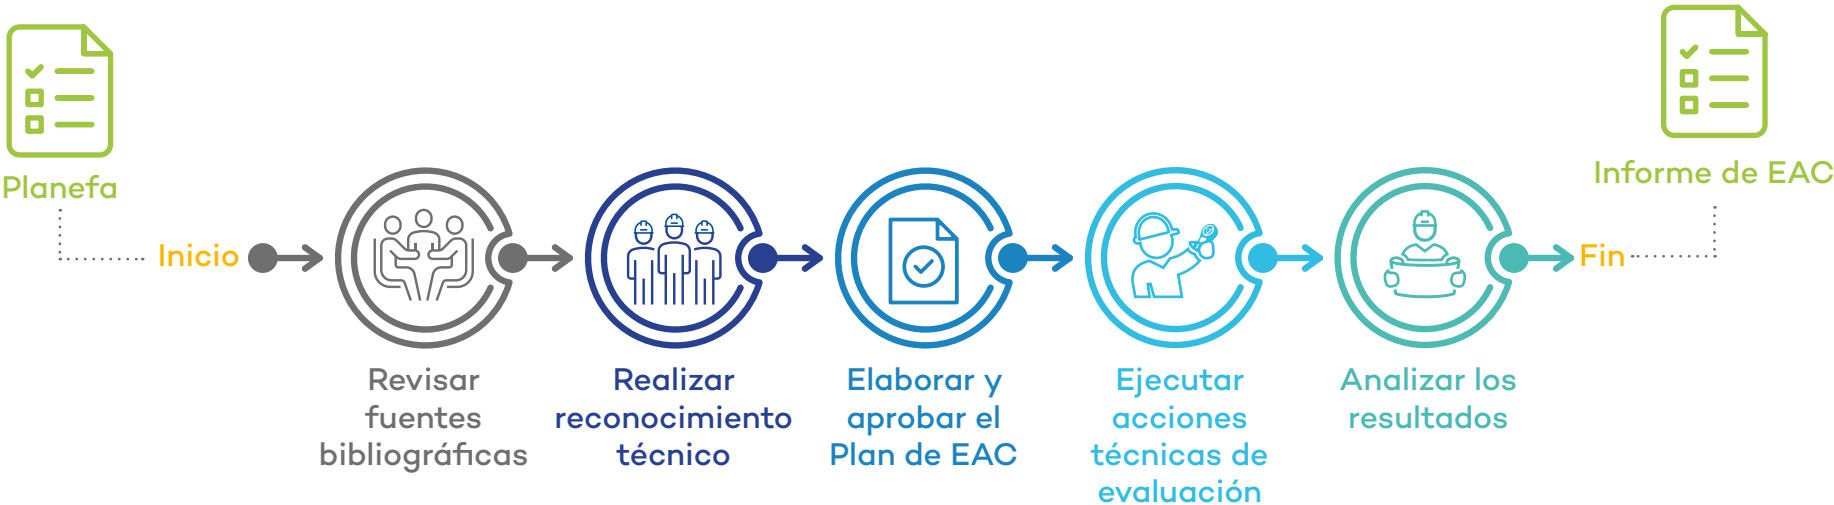 Planefa
Inicio
Revisar
fuentes
bibliográficas
Realizar
reconocimiento
técnico
Elaborar y
aprobar el
Plan de EAC
Ejecutar
acciones
técnicas de
evaluación
Analizar los
resultados
Fin
Informe de EAC